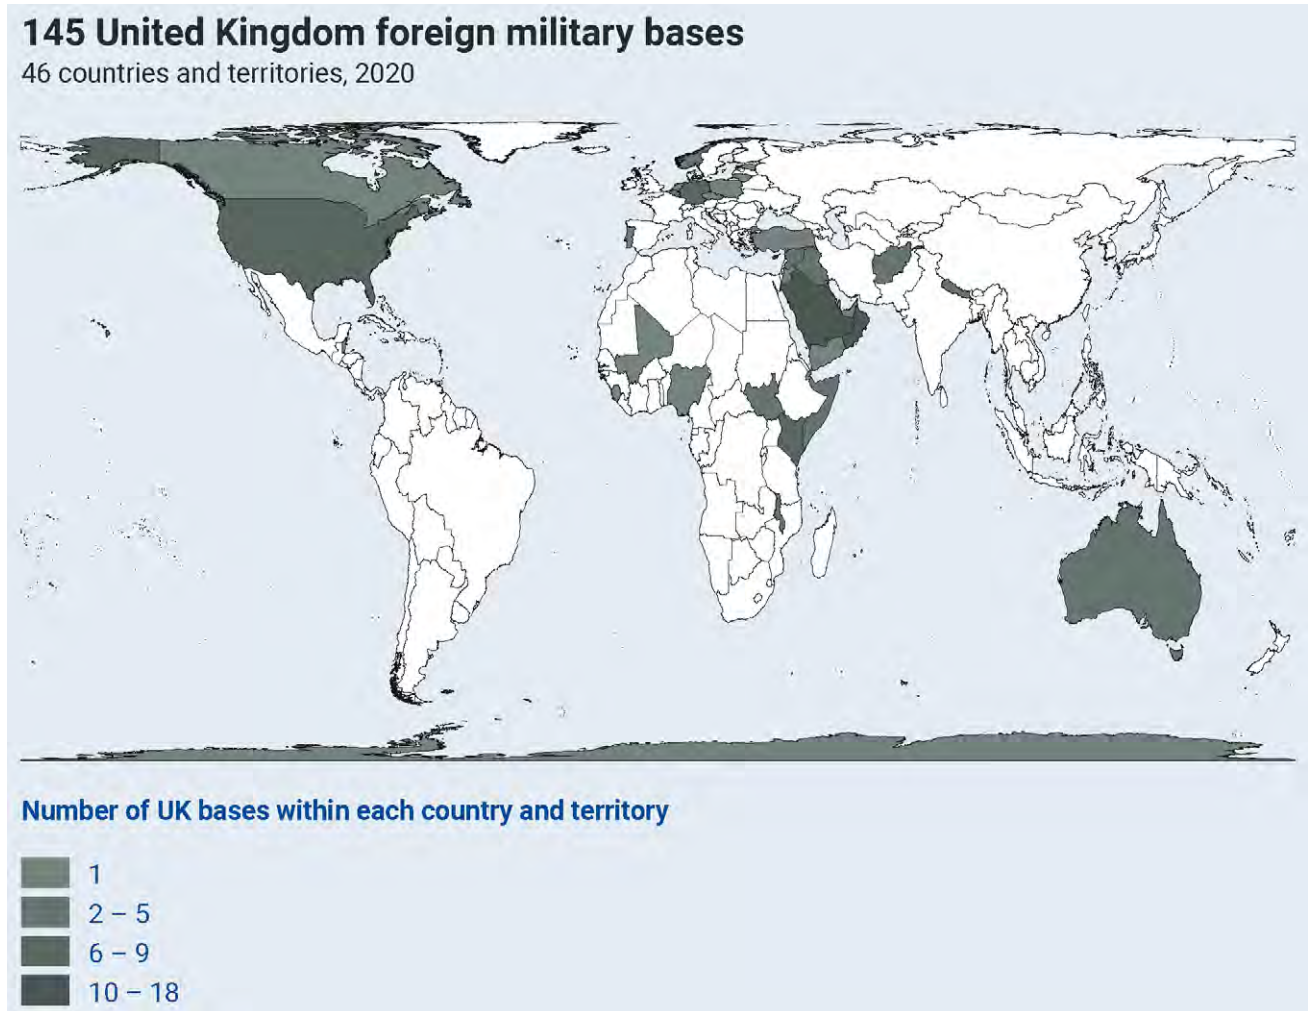 145 United Kingdom foreign military bases
46 countries and territories, 2020
Number of UK bases within each country and territory
1
2 – 5
6 – 9
10 – 18